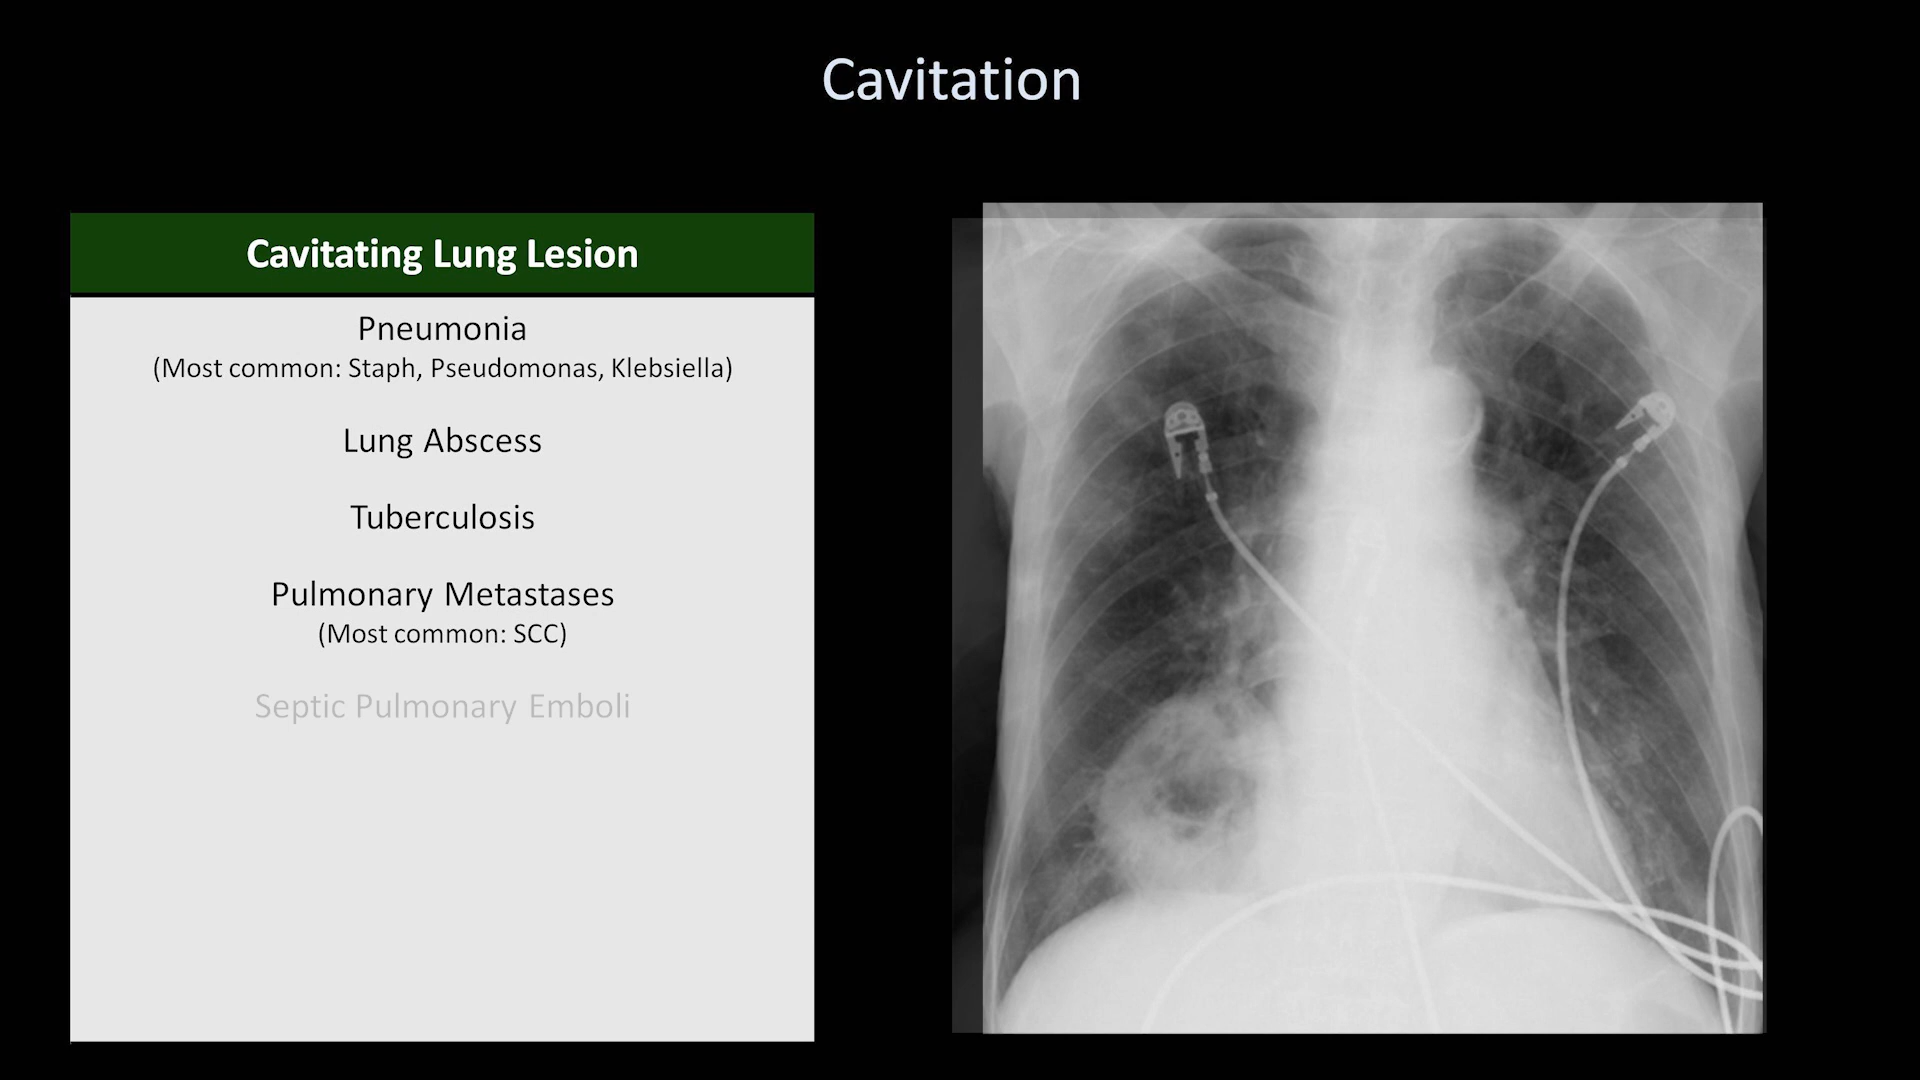 Cavitation
Cavitating Lung Lesion
Pneumonia
(Most common: Staph, Pseudomonas, Klebsiella)
Lung Abscess
Tuberculosis
Pulmonary Metastases
(Most common: SCC)
Septic Pulmonary Emboli